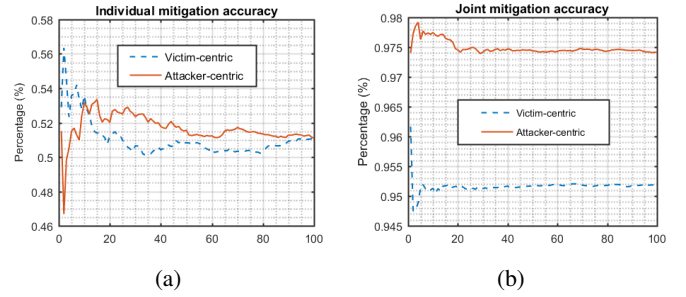 Individual mitigation accuracy
Percentage (%)
0.58
0.56
0.54
0.52
0.5
0.48
0.46
Victim-centric
Attacker-centric
0 20 40 60 80 100
(a)
Joint mitigation accuracy
Percentage (%)
0.98
0.975
0.97
0.965
0.96
0.955
0.950
0.945
Victim-centric
Attacker-centric
0 20 40 60 80 100
(b)